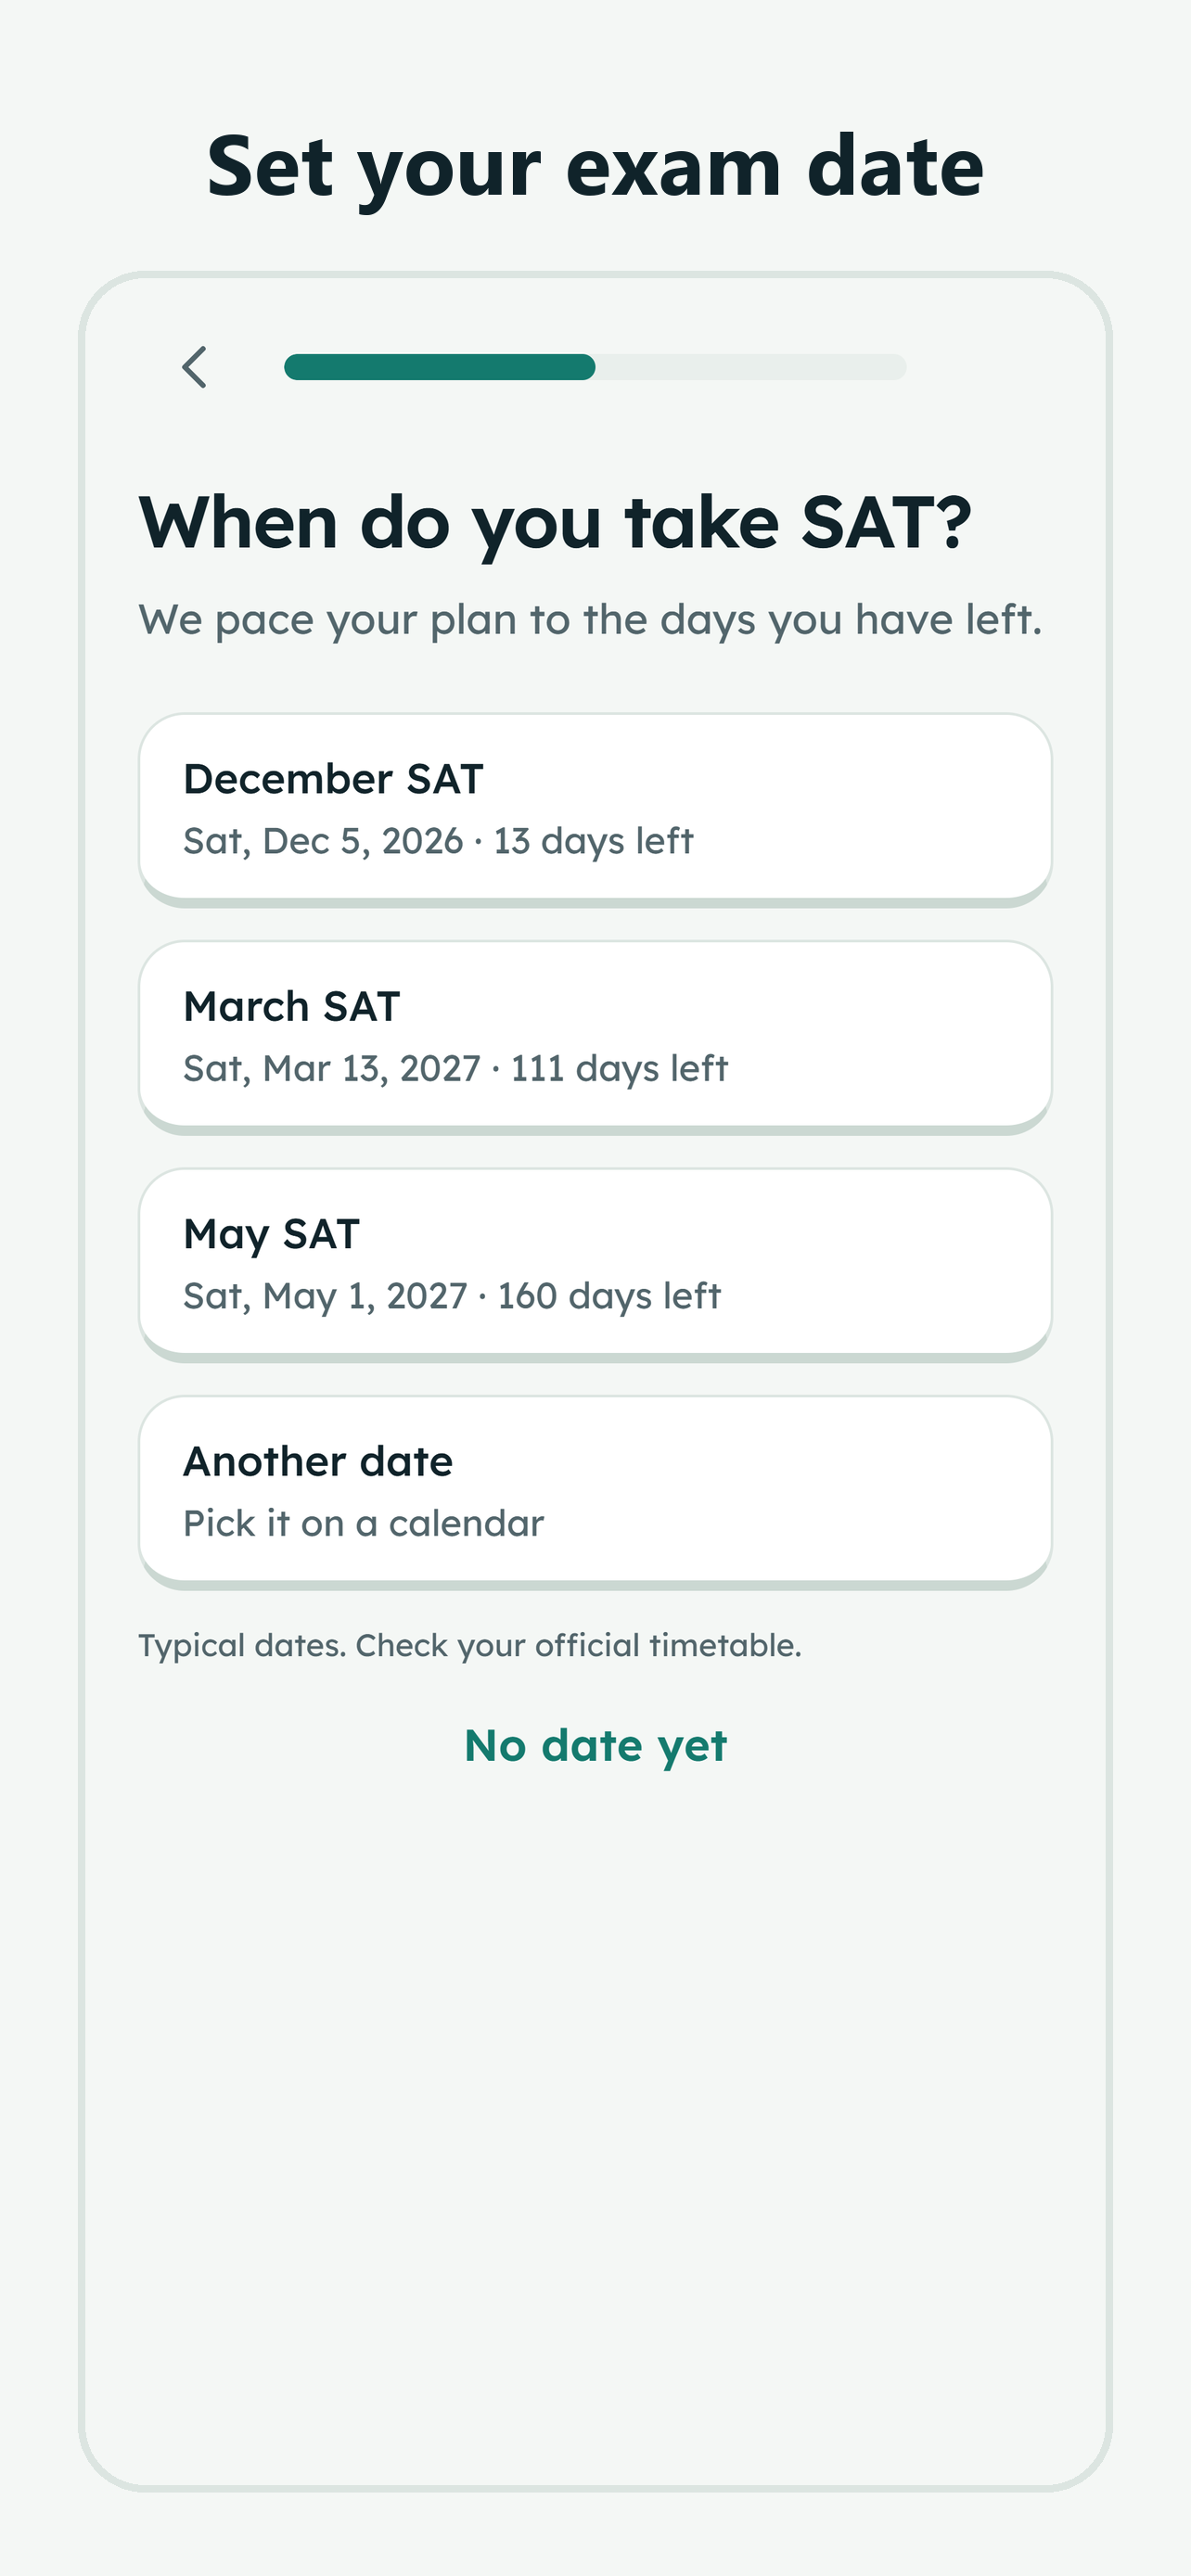 Set your exam date
When do you take SAT?
We pace your plan to the days you have left.
December SAT
Sat, Dec 5, 2026 · 13 days left
March SAT
Sat, Mar 13, 2027 · 111 days left
May SAT
Sat, May 1, 2027 · 160 days left
Another date
Pick it on a calendar
Typical dates. Check your official timetable.
No date yet